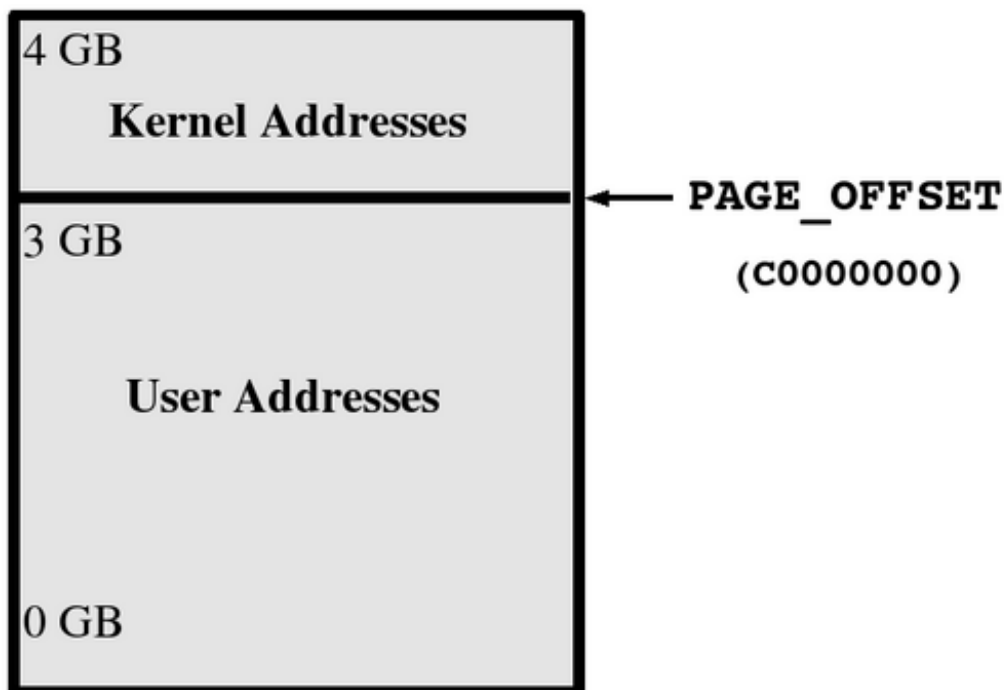 4 GB
Kernel Addresses
PAGE_OFFSET
3 GB
(C0000000)
User Addresses
0 GB